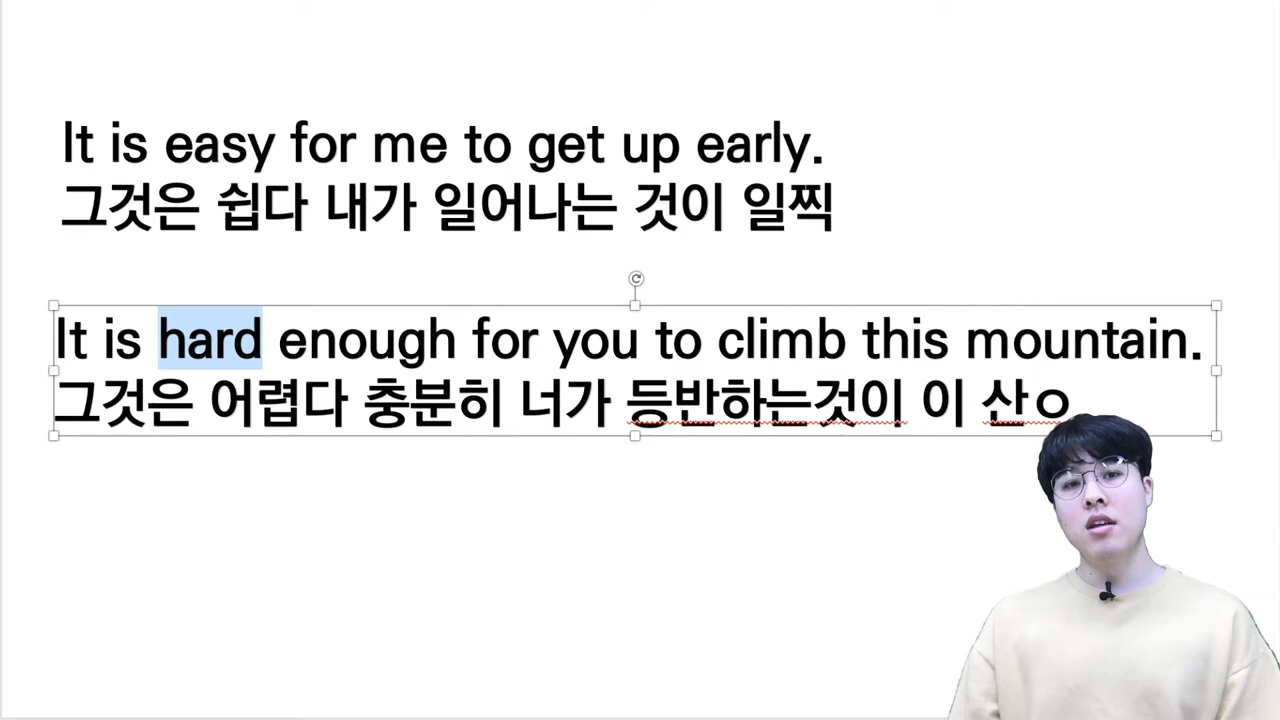 It is easy for me to get up early.
그것은 쉽다 내가 일어나는 것이 일찍
It is hard enough for you to climb this mountain.
그것은 어렵다 충분히 너가 등반하는것이 이 산ㅇ